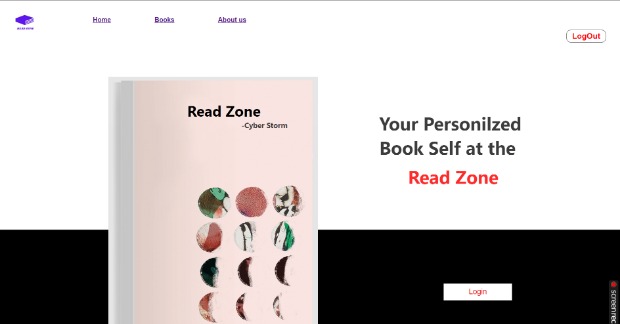 Home
Books
About us
LogOut
Read Zone
-Cyber Storm
Your Personilzed
Book Self at the
Read Zone
Login